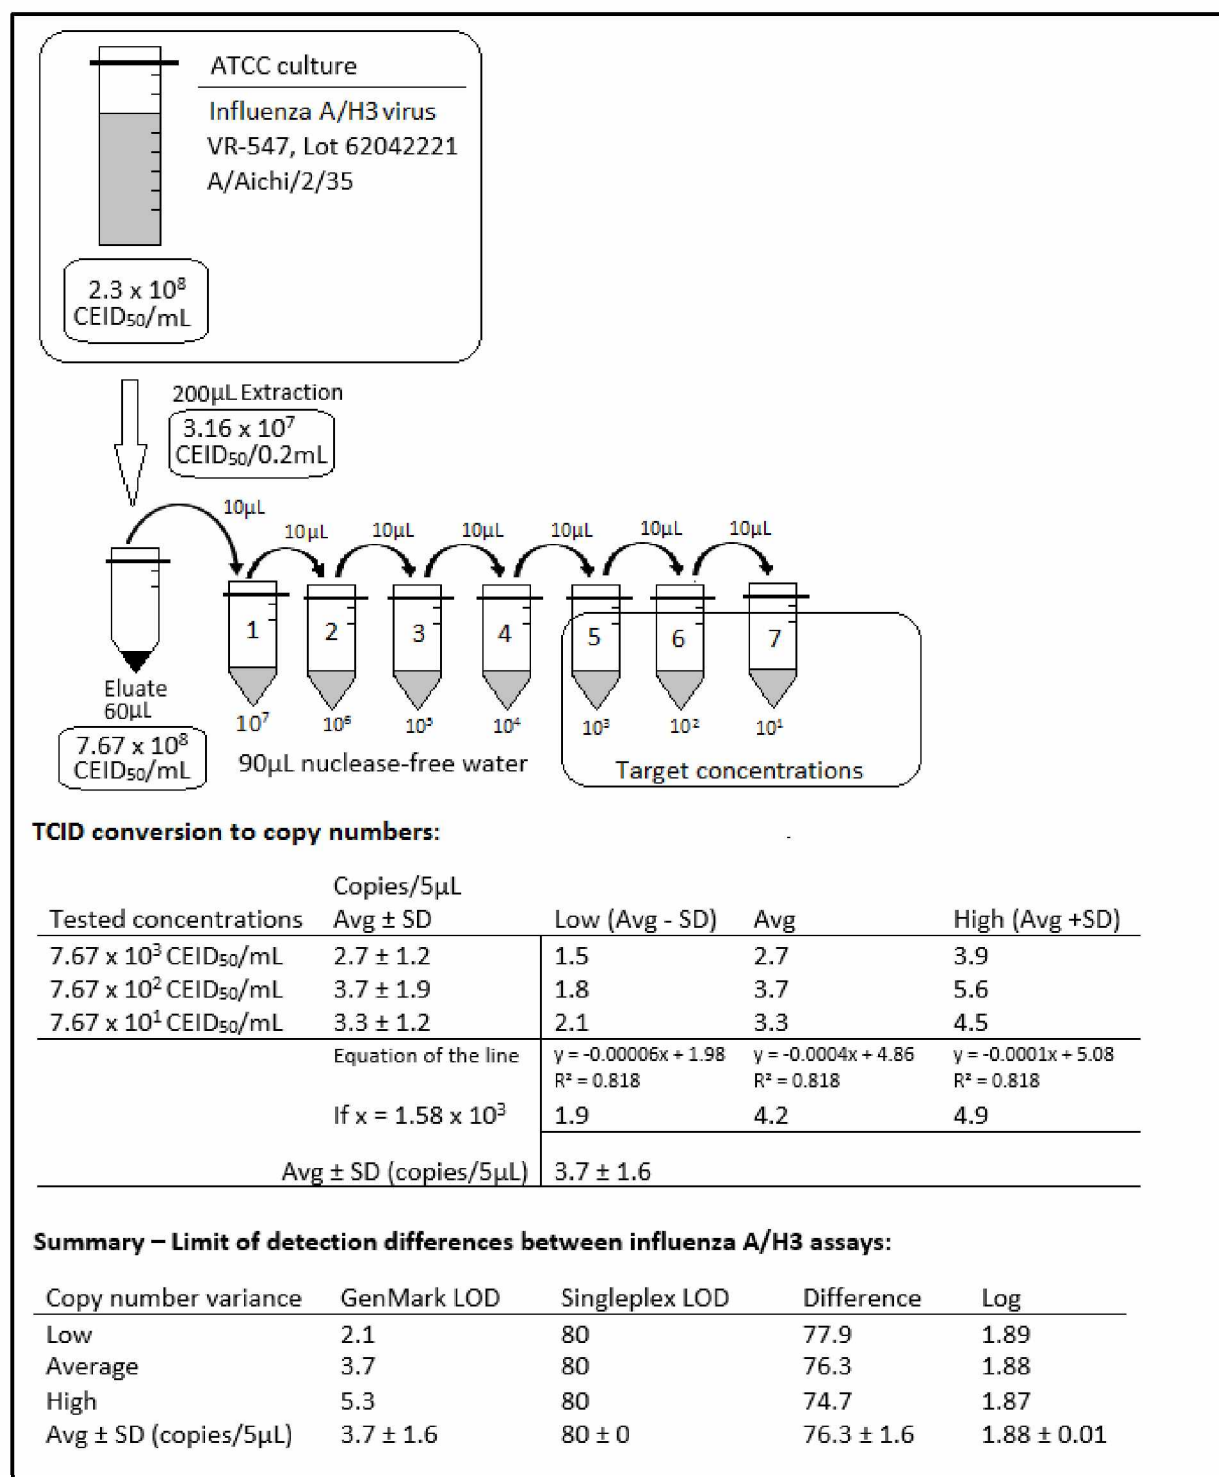 ATCC culture
Influenza A/H3 virus
VR-547, Lot 62042221
A/Aichi/2/35
2.3 x 10⁸
CEID₅₀/mL
200µL Extraction
3.16 x 10⁷
CEID₅₀/0.2mL
10µL 10µL 10µL 10µL 10µL 10µL 10µL
1 2 3 4 5 6 7
Eluate
60µL
10⁷ 10⁶ 10⁵ 10⁴ 10³ 10² 10¹
7.67 x 10⁸
CEID₅₀/mL
90µL nuclease-free water
Target concentrations
TCID conversion to copy numbers:
Copies/5µL
Tested concentrations Avg ± SD Low (Avg - SD) Avg High (Avg +SD)
7.67 x 10³ CEID₅₀/mL 2.7 ± 1.2 1.5 2.7 3.9
7.67 x 10² CEID₅₀/mL 3.7 ± 1.9 1.8 3.7 5.6
7.67 x 10¹ CEID₅₀/mL 3.3 ± 1.2 2.1 3.3 4.5
Equation of the line y = -0.00006x + 1.98 y = -0.0004x + 4.86 y = -0.0001x + 5.08
R² = 0.818 R² = 0.818 R² = 0.818
If x = 1.58 x 10³ 1.9 4.2 4.9
Avg ± SD (copies/5µL) 3.7 ± 1.6
Summary – Limit of detection differences between influenza A/H3 assays:
Copy number variance GenMark LOD Singleplex LOD Difference Log
Low 2.1 80 77.9 1.89
Average 3.7 80 76.3 1.88
High 5.3 80 74.7 1.87
Avg ± SD (copies/5µL) 3.7 ± 1.6 80 ± 0 76.3 ± 1.6 1.88 ± 0.01